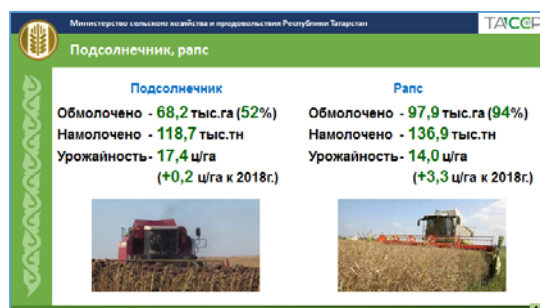 Министерство сельского хозяйства и продовольствия Республики Татарстан
ТАССР
Подсолнечник, рапс
Подсолнечник
Обмолочено - 68,2 тыс.га (52%)
Намолочено - 118,7 тыс.тн
Урожайность- 17,4 ц/га
(+0,2 ц/га к 2018г.)
Рапс
Обмолочено - 97,9 тыс.га (94%)
Намолочено - 136,9 тыс.тн
Урожайность- 14,0 ц/га
(+3,3 ц/га к 2018г.)